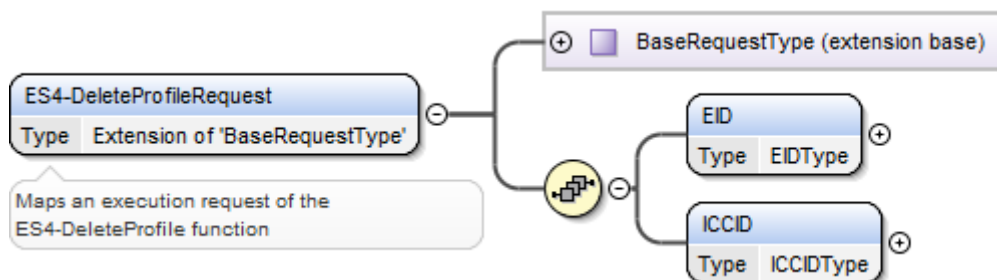 BaseRequestType (extension base)
ES4-DeleteProfileRequest
Type Extension of 'BaseRequestType'
Maps an execution request of the
ES4-DeleteProfile function
EID
Type EIDType
ICCID
Type ICCIDType